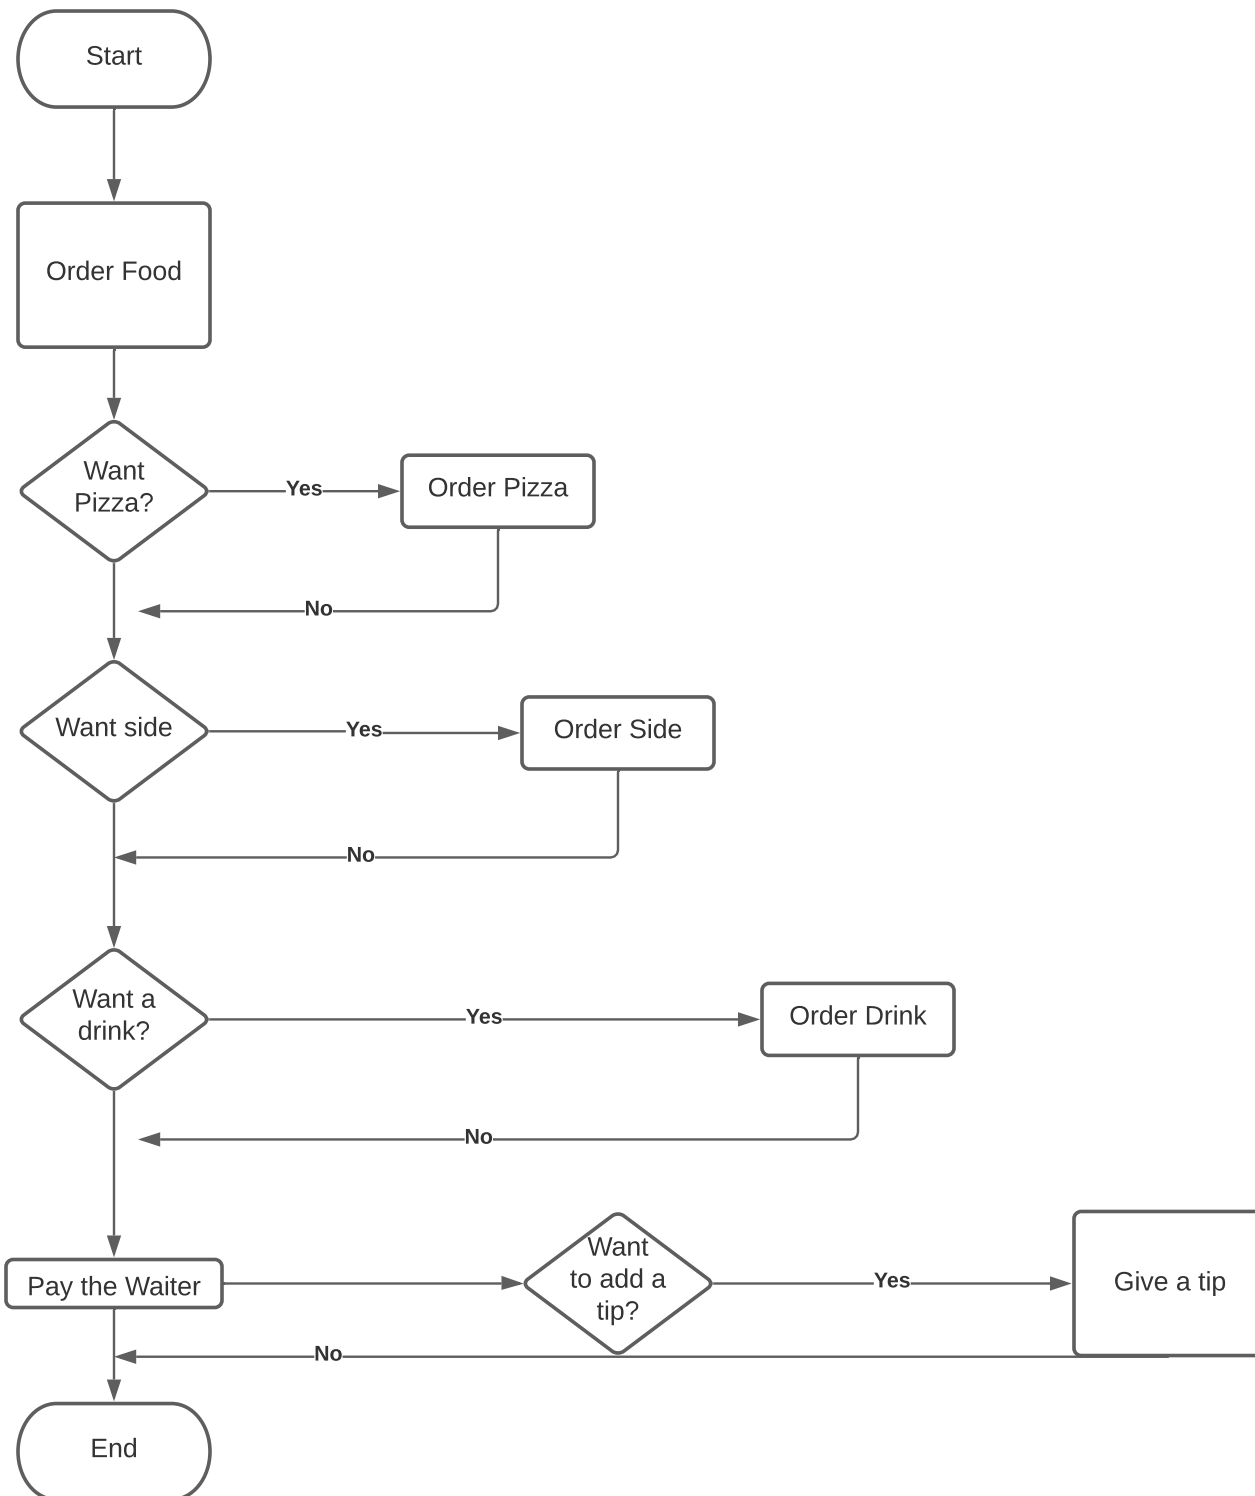 Start
Order Food
Want
Pizza?
Yes
Order Pizza
No
Want side
Yes
Order Side
No
Want a
drink?
Yes
Order Drink
No
Pay the Waiter
Want
to add a
tip?
Yes
Give a tip
No
End